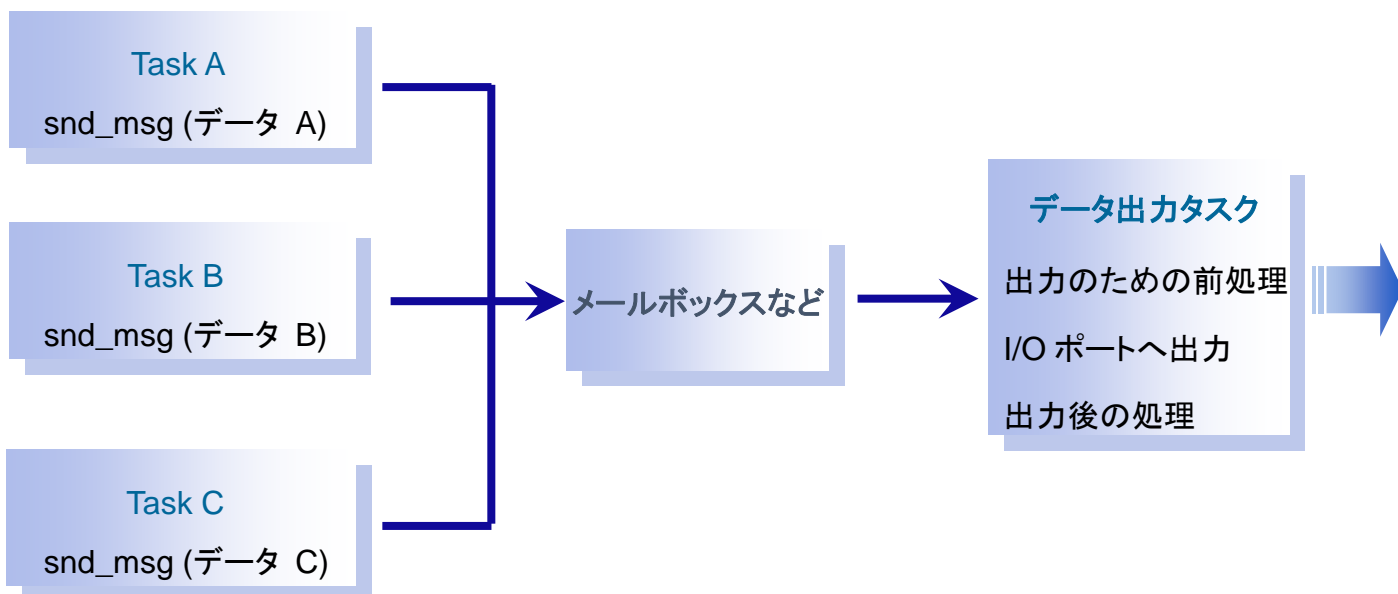 Task A
snd_msg (データ A)
Task B
snd_msg (データ B)
Task C
snd_msg (データ C)
メールボックスなど
データ出力タスク
出力のための前処理
I/O ポートへ出力
出力後の処理